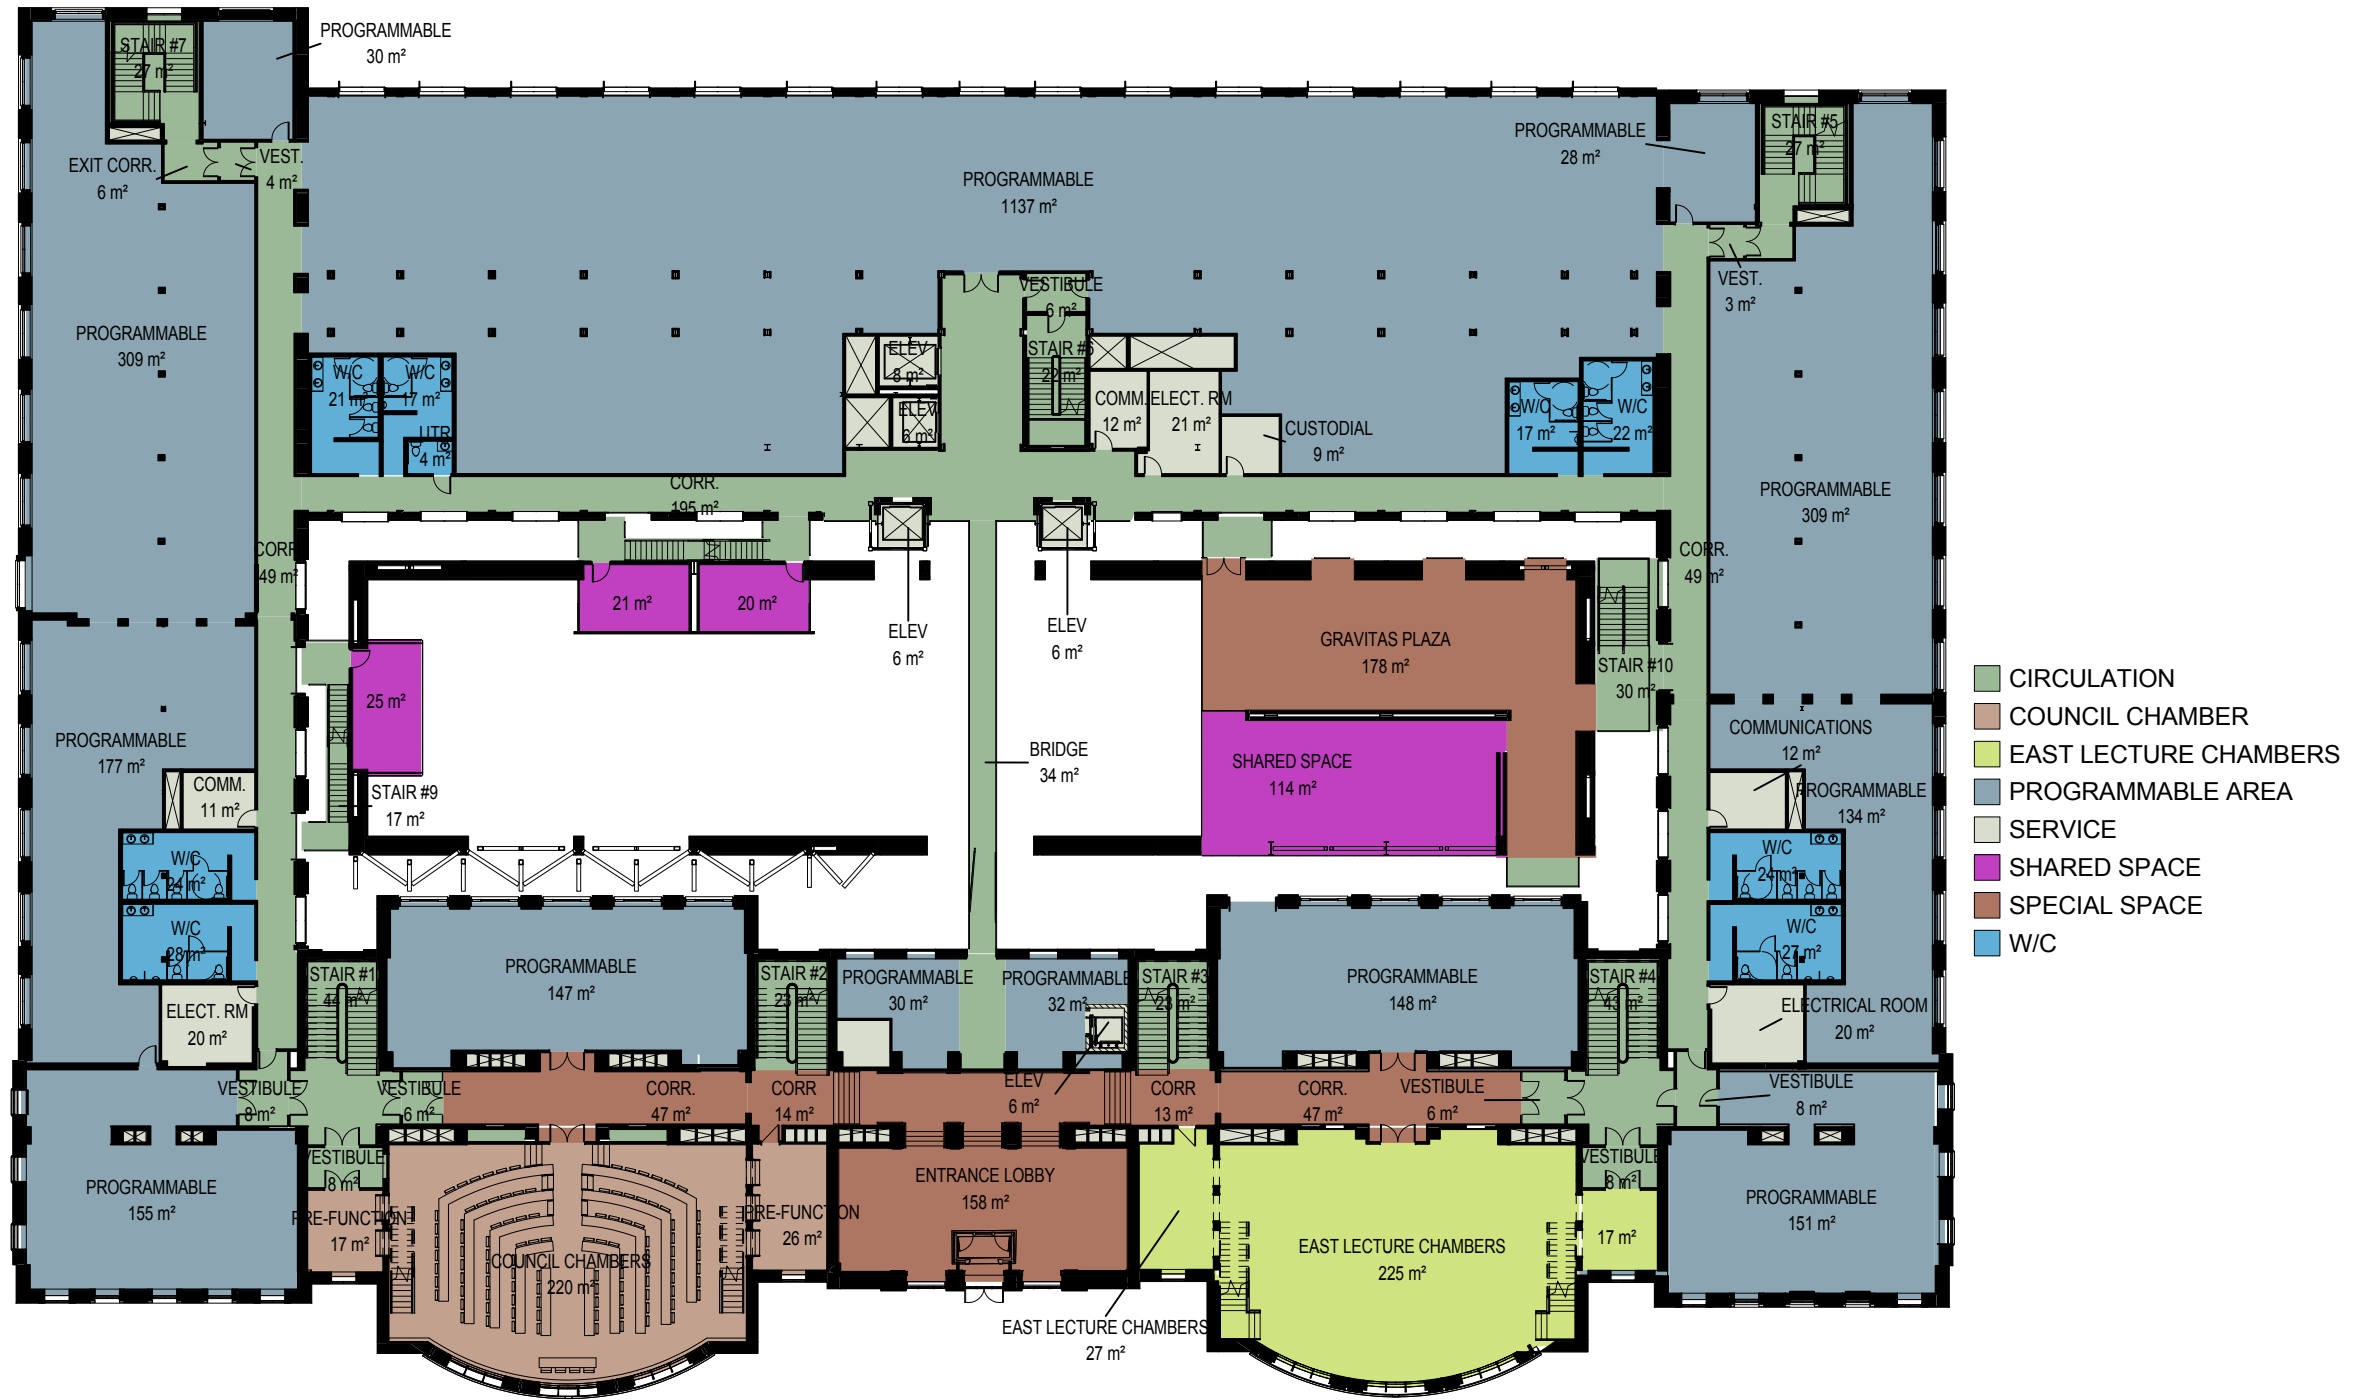 PROGRAMMABLE
30 m²
STAIR #7
27 m²
EXIT CORR.
6 m²
VEST.
4 m²
PROGRAMMABLE
1137 m²
PROGRAMMABLE
28 m²
STAIR #5
27 m²
VEST.
3 m²
PROGRAMMABLE
309 m²
VESTIBULE
6 m²
STAIR #6
22 m²
ELEV
8 m²
ELEV
6 m²
W/C
21 m²
W/C
17 m²
UTR
4 m²
COMM.
12 m²
ELECT. RM
21 m²
CUSTODIAL
9 m²
W/C
17 m²
W/C
22 m²
PROGRAMMABLE
309 m²
CORR.
195 m²
CORR.
49 m²
CORR.
49 m²
21 m²
20 m²
ELEV
6 m²
ELEV
6 m²
GRAVITAS PLAZA
178 m²
STAIR #10
30 m²
25 m²
PROGRAMMABLE
177 m²
COMM.
11 m²
STAIR #9
17 m²
BRIDGE
34 m²
SHARED SPACE
114 m²
COMMUNICATIONS
12 m²
PROGRAMMABLE
134 m²
W/C
24 m²
W/C
28 m²
W/C
24 m²
W/C
27 m²
ELECT. RM
20 m²
STAIR #1
44 m²
PROGRAMMABLE
147 m²
STAIR #2
23 m²
PROGRAMMABLE
30 m²
PROGRAMMABLE
32 m²
STAIR #3
23 m²
PROGRAMMABLE
148 m²
STAIR #4
43 m²
ELECTRICAL ROOM
20 m²
VESTIBULE
8 m²
VESTIBULE
6 m²
CORR.
47 m²
CORR
14 m²
ELEV
6 m²
CORR
13 m²
CORR.
47 m²
VESTIBULE
6 m²
VESTIBULE
8 m²
VESTIBULE
8 m²
VESTIBULE
8 m²
PROGRAMMABLE
155 m²
PRE-FUNCTION
17 m²
COUNCIL CHAMBERS
220 m²
PRE-FUNCTION
26 m²
ENTRANCE LOBBY
158 m²
EAST LECTURE CHAMBERS
27 m²
EAST LECTURE CHAMBERS
225 m²
17 m²
PROGRAMMABLE
151 m²
CIRCULATION
COUNCIL CHAMBER
EAST LECTURE CHAMBERS
PROGRAMMABLE AREA
SERVICE
SHARED SPACE
SPECIAL SPACE
W/C